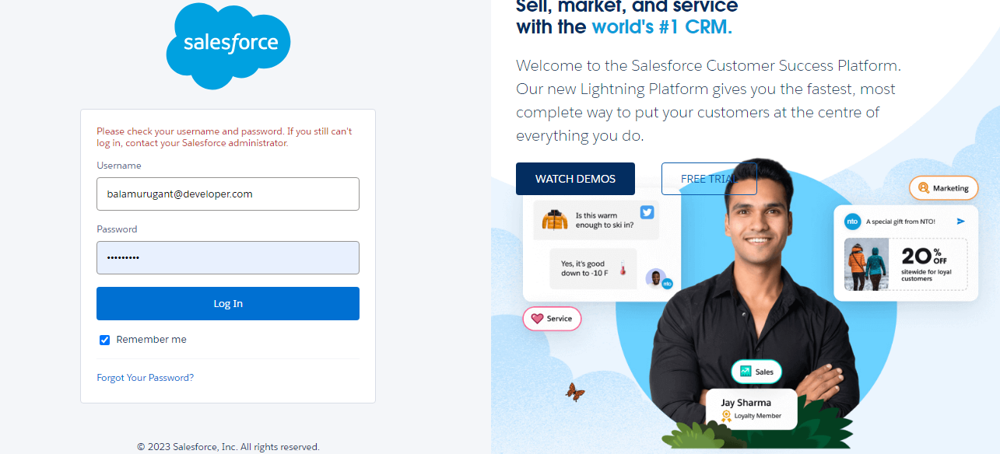 salesforce
Please check your username and password. If you still can't
log in, contact your Salesforce administrator.
Username
balamurugant@developer.com
Password
•••••••••
Log In
Remember me
Forgot Your Password?
© 2023 Salesforce, Inc. All rights reserved.
Sell, market, and service
with the world's #1 CRM.
Welcome to the Salesforce Customer Success Platform.
Our new Lightning Platform gives you the fastest, most
complete way to put your customers at the centre of
everything you do.
WATCH DEMOS
FREE TRIAL
Is this warm
enough to ski in?
Yes, it's good
down to -10 F
nto
Service
Marketing
nto
A special gift from NTO!
20% OFF
sitewide for loyal
customers
Sales
Jay Sharma
Loyalty Member